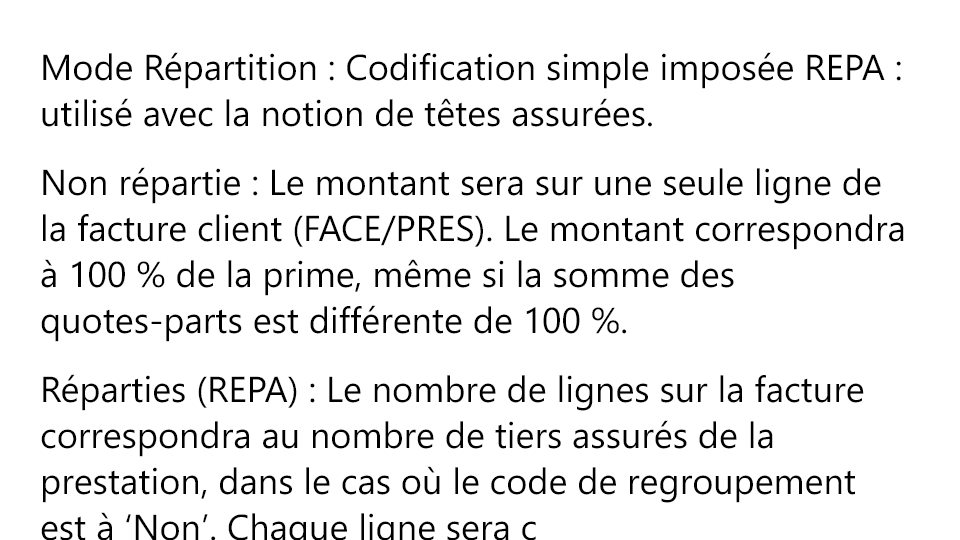 Mode Répartition : Codification simple imposée REPA :
utilisé avec la notion de têtes assurées.
Non répartie : Le montant sera sur une seule ligne de
la facture client (FACE/PRES). Le montant correspondra
à 100 % de la prime, même si la somme des
quotes-parts est différente de 100 %.
Réparties (REPA) : Le nombre de lignes sur la facture
correspondra au nombre de tiers assurés de la
prestation, dans le cas où le code de regroupement
est à ‘Non’. Chaque ligne sera c